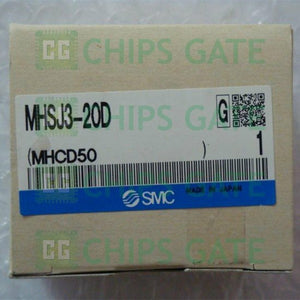 CG CHIPS GATE
MHSJ3-20D
G
(MHCD50 )
1
SMC
MADE IN JAPAN
CG CHIPS GATE